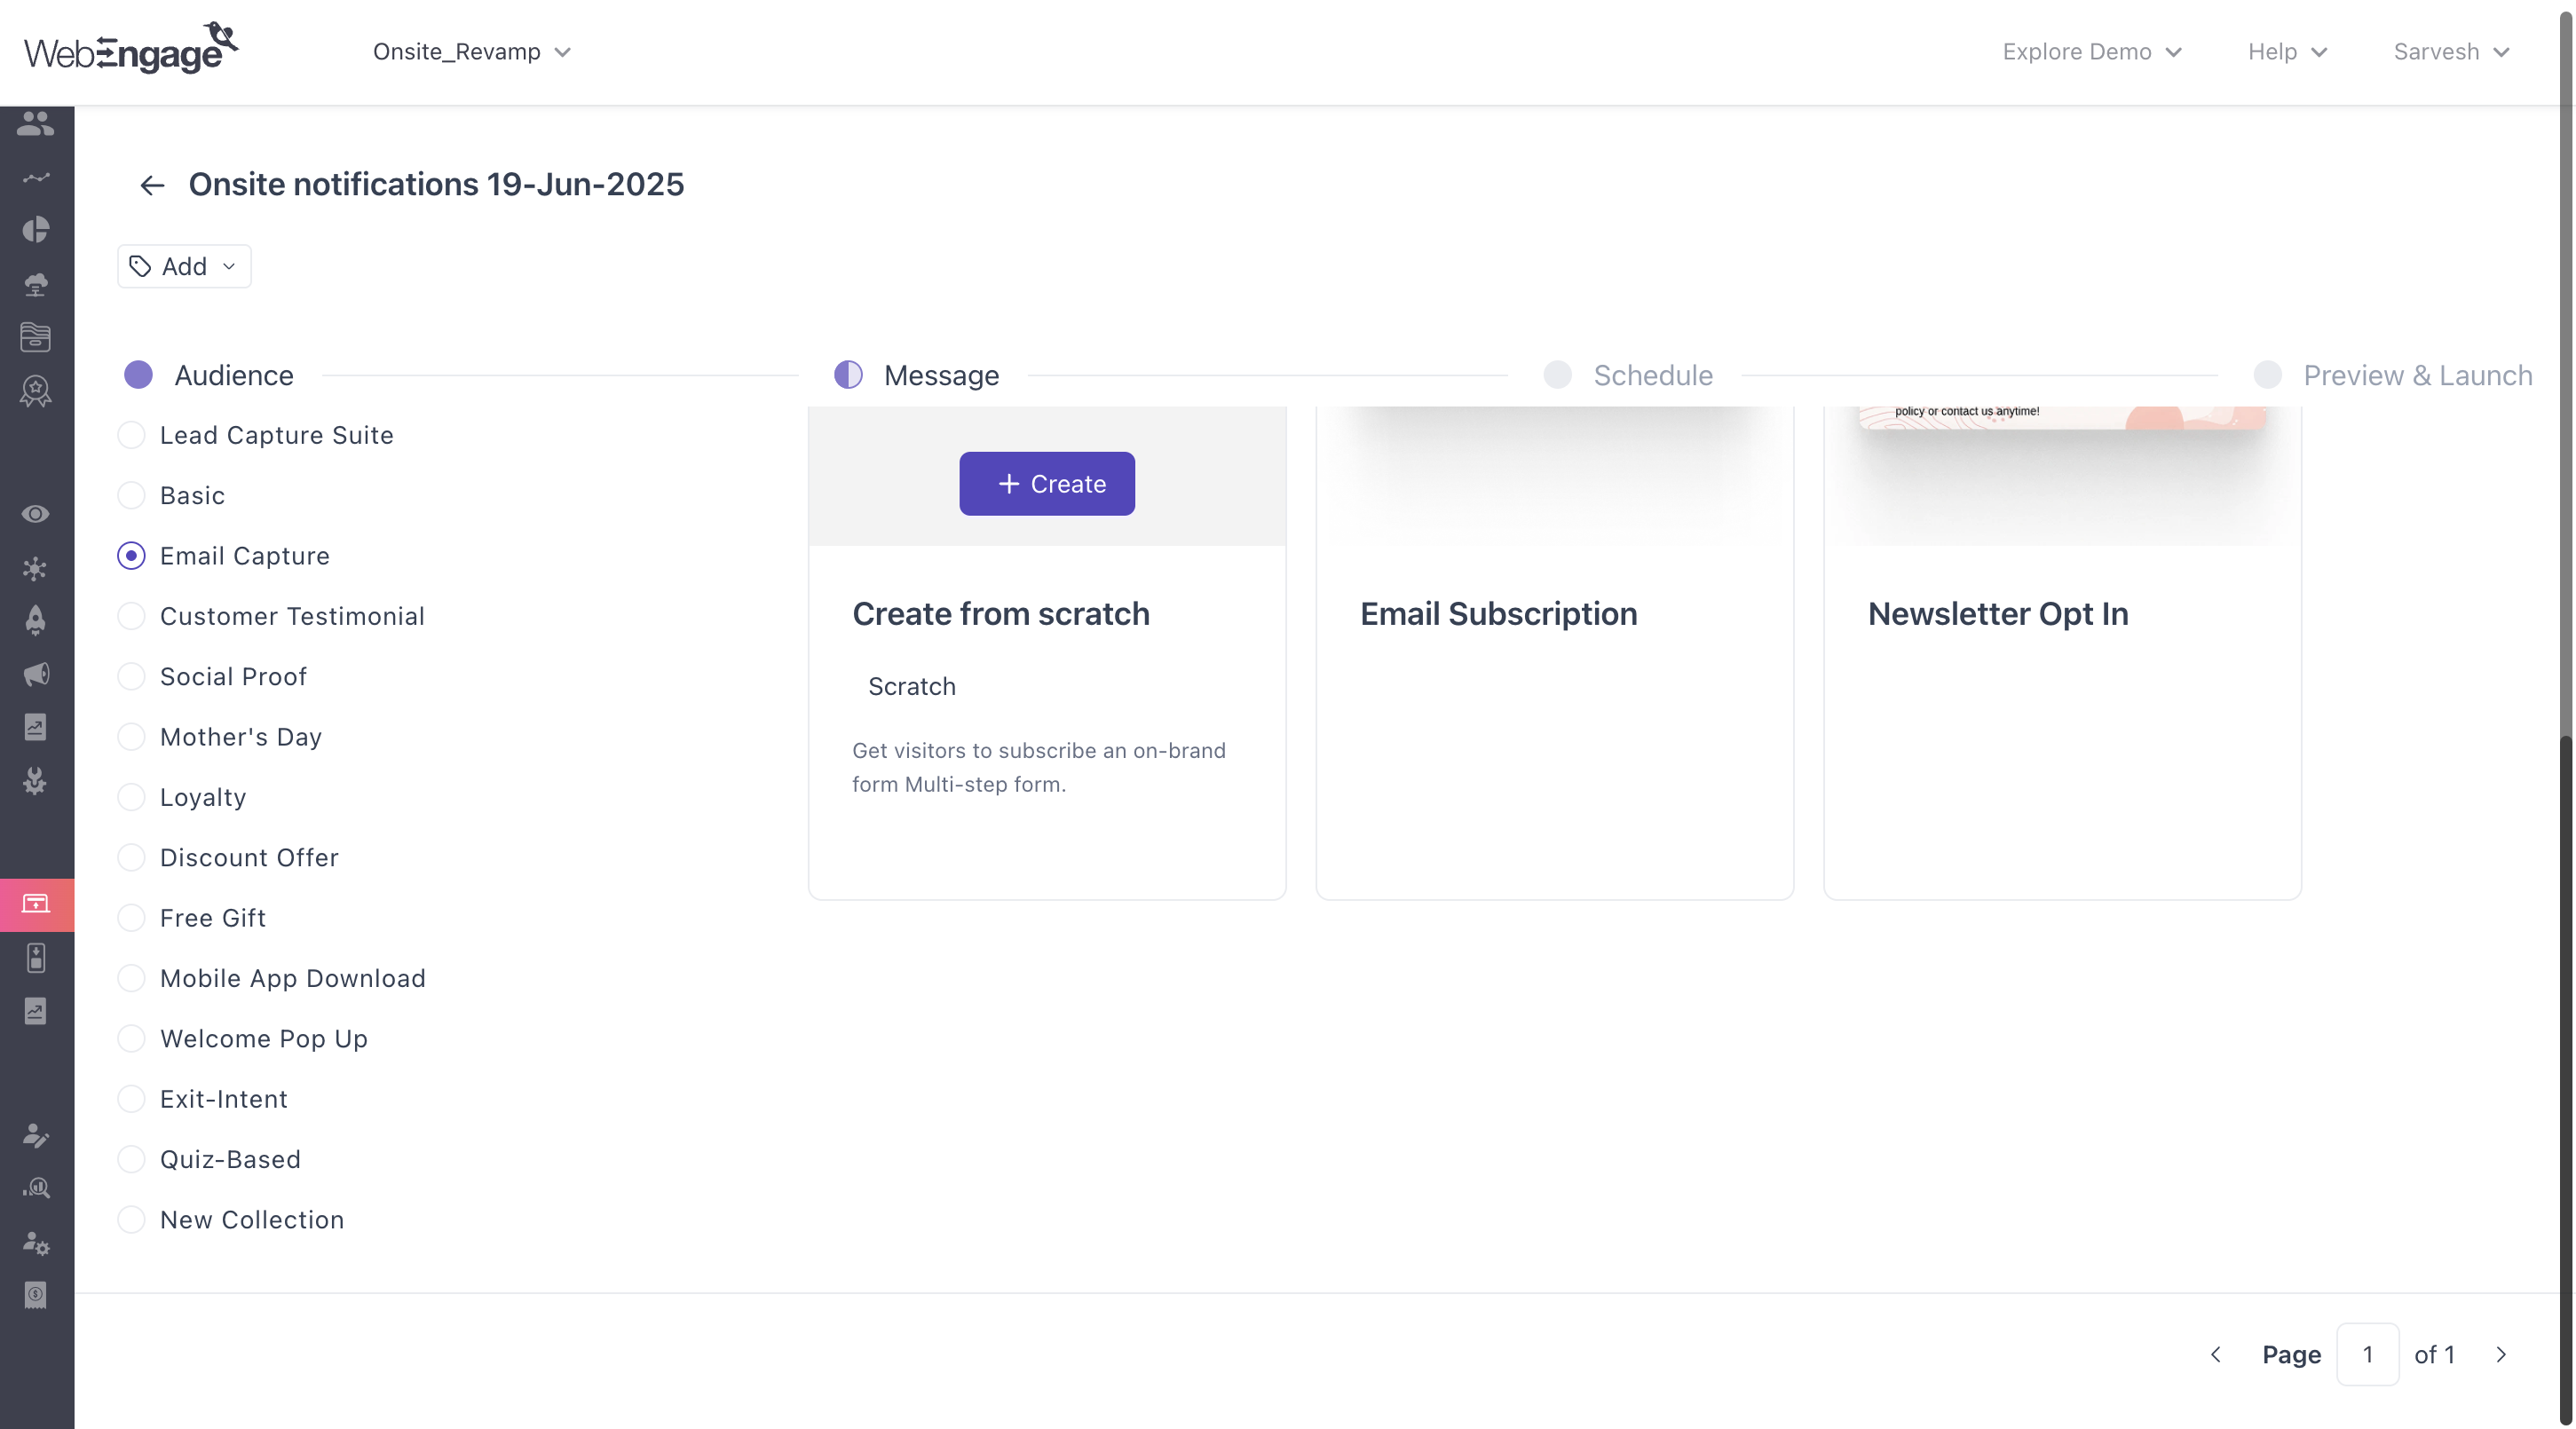 WebEngage
Onsite_Revamp
Explore Demo
Help
Sarvesh
Onsite notifications 19-Jun-2025
Add
Audience
Message
Schedule
Preview & Launch
Lead Capture Suite
Basic
Email Capture
Customer Testimonial
Social Proof
Mother's Day
Loyalty
Discount Offer
Free Gift
Mobile App Download
Welcome Pop Up
Exit-Intent
Quiz-Based
New Collection
+ Create
Create from scratch
Scratch
Get visitors to subscribe an on-brand
form Multi-step form.
Email Subscription
policy or contact us anytime!
Newsletter Opt In
Page 1 of 1